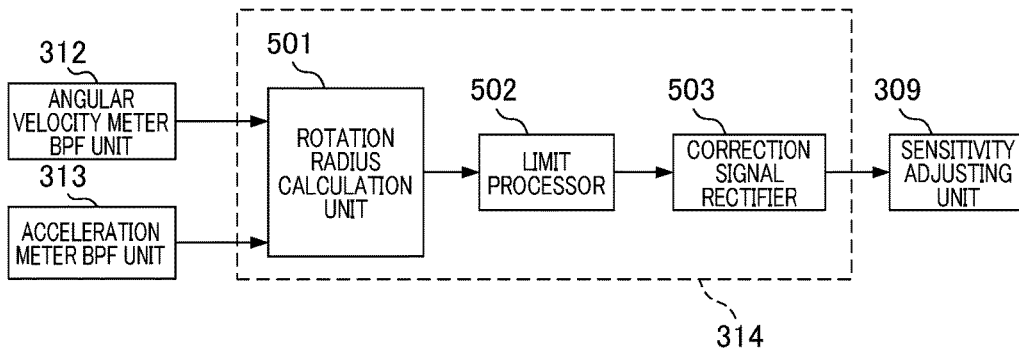 312
ANGULAR
VELOCITY METER
BPF UNIT
313
ACCELERATION
METER BPF UNIT
501
ROTATION
RADIUS
CALCULATION
UNIT
502
LIMIT
PROCESSOR
503
CORRECTION
SIGNAL
RECTIFIER
309
SENSITIVITY
ADJUSTING
UNIT
314